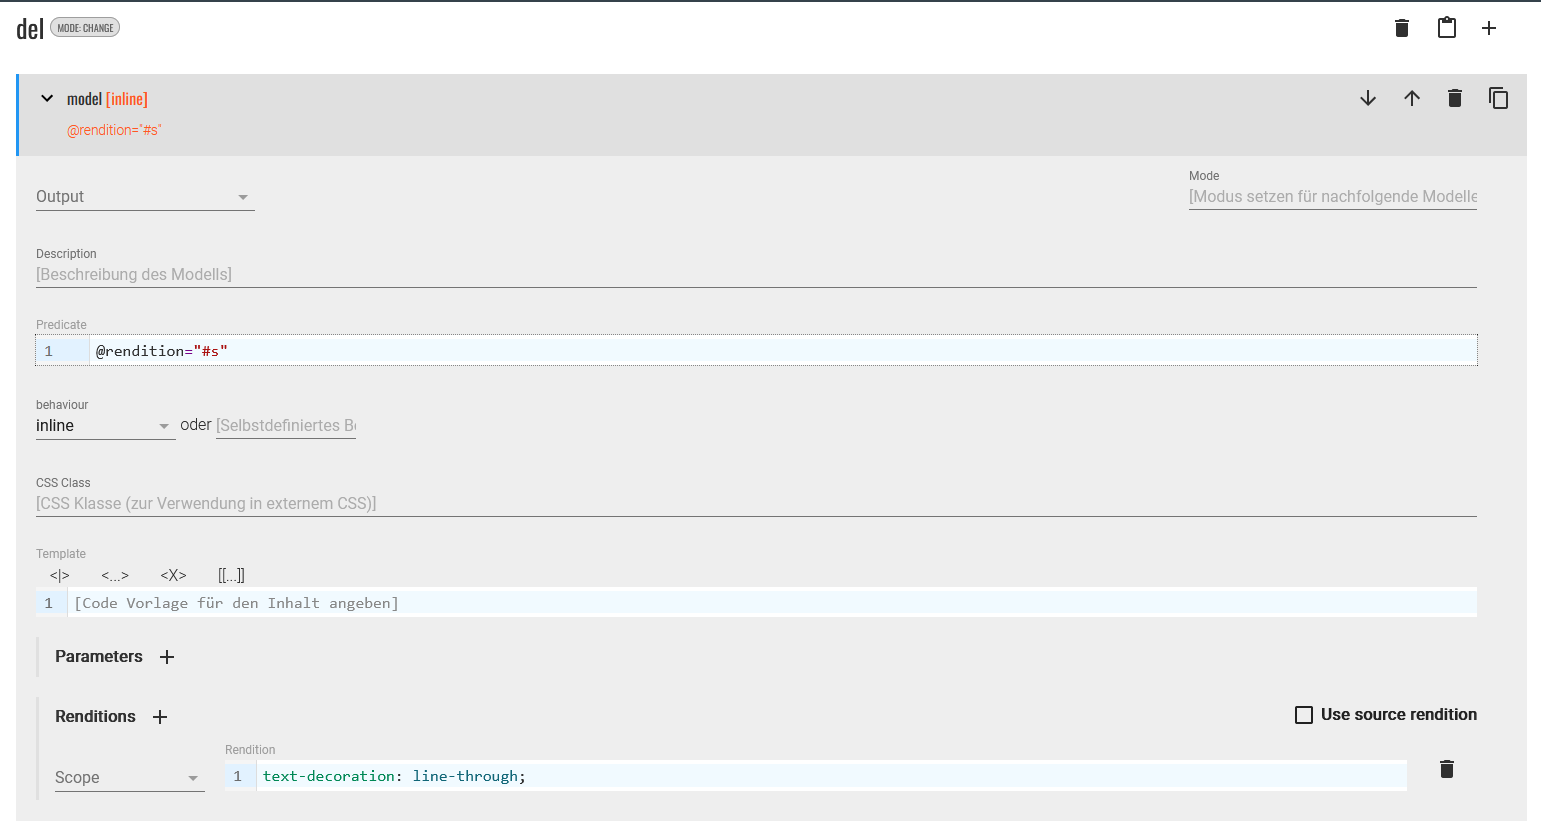 del MODE: CHANGE
model [inline]
@rendition="#s"
Output
Mode
[Modus setzen für nachfolgende Modelle
Description
[Beschreibung des Modells]
Predicate
1 @rendition="#s"
behaviour
inline oder [Selbstdefiniertes Be
CSS Class
[CSS Klasse (zur Verwendung in externem CSS)]
Template
<|> <...> <X> [[...]]
1 [Code Vorlage für den Inhalt angeben]
Parameters
Renditions Use source rendition
Rendition
Scope 1 text-decoration: line-through;